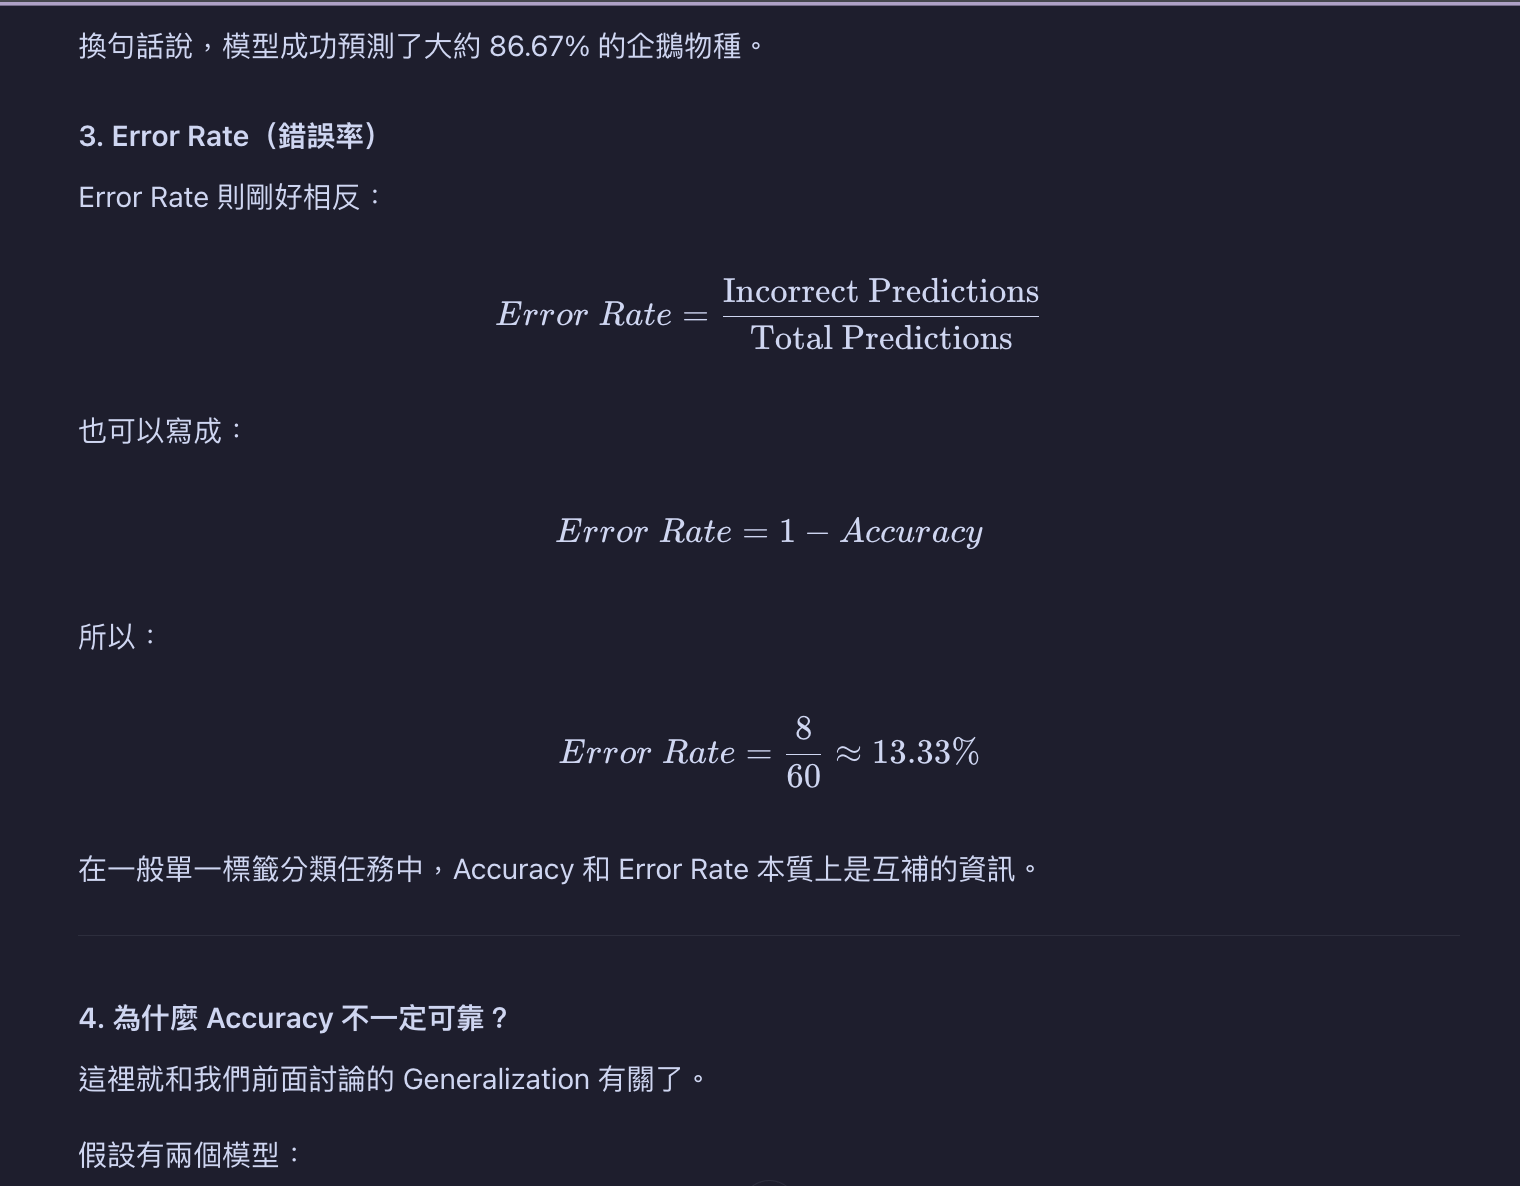 換句話說，模型成功預測了大約 86.67% 的企鵝物種。
3. Error Rate（錯誤率）
Error Rate 則剛好相反：
Error Rate = Incorrect Predictions / Total Predictions
也可以寫成：
Error Rate = 1 − Accuracy
所以：
Error Rate = 8 / 60 ≈ 13.33%
在一般單一標籤分類任務中，Accuracy 和 Error Rate 本質上是互補的資訊。
4. 為什麼 Accuracy 不一定可靠？
這裡就和我們前面討論的 Generalization 有關了。
假設有兩個模型：